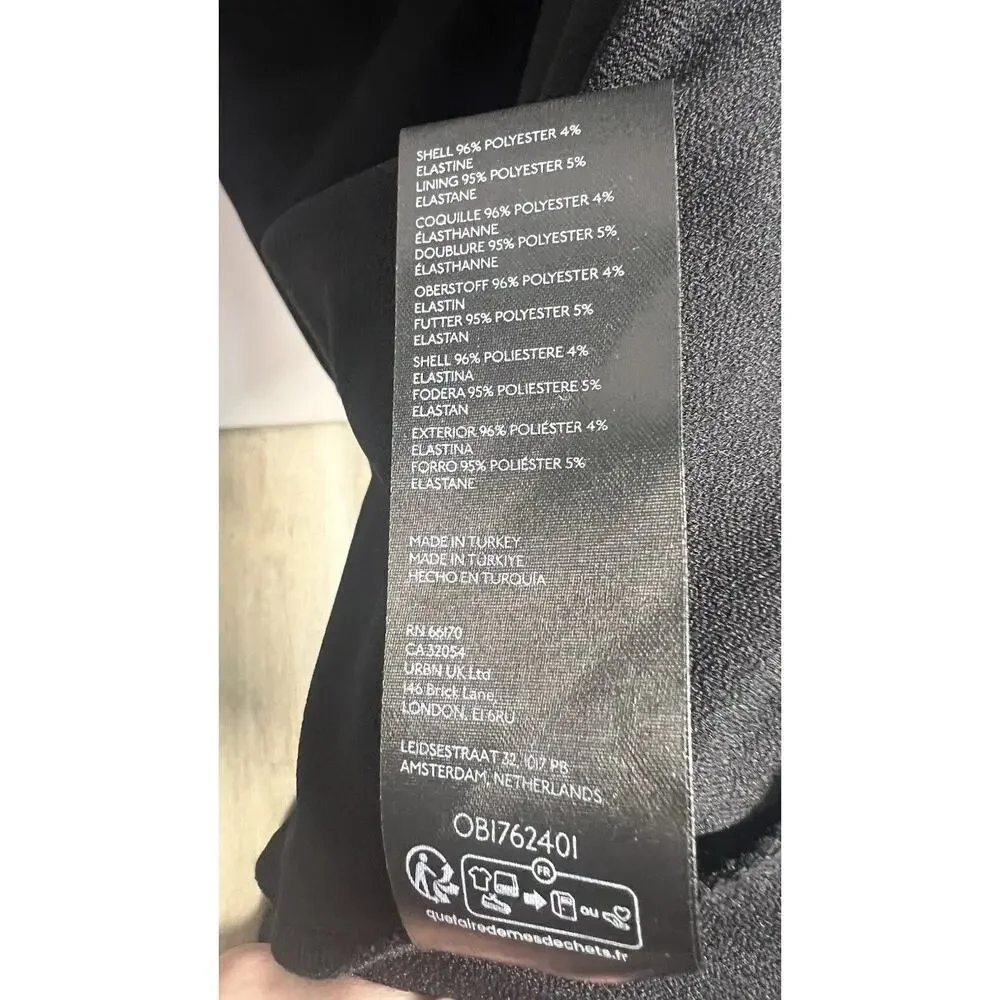 SHELL 96% POLYESTER 4%
ELASTINE
LINING 95% POLYESTER 5%
ELASTANE
COQUILLE 96% POLYESTER 4%
ÉLASTHANNE
DOUBLURE 95% POLYESTER 5%
ÉLASTHANNE
OBERSTOFF 96% POLYESTER 4%
ELASTIN
FUTTER 95% POLYESTER 5%
ELASTAN
SHELL 96% POLIESTERE 4%
ELASTINA
FODERA 95% POLIESTERE 5%
ELASTAN
EXTERIOR 96% POLIÉSTER 4%
ELASTINA
FORRO 95% POLIÉSTER 5%
ELASTANE
MADE IN TURKEY
MADE IN TÜRKIYE
HECHO EN TURQUÍA
RN 66170
CA 32054
URBN UK Ltd
146 Brick Lane,
LONDON, E1 6RU
LEIDSESTRAAT 32, 1017 PB
AMSTERDAM, NETHERLANDS
OB1762401
FR
ou
quefairedemesdechets.fr